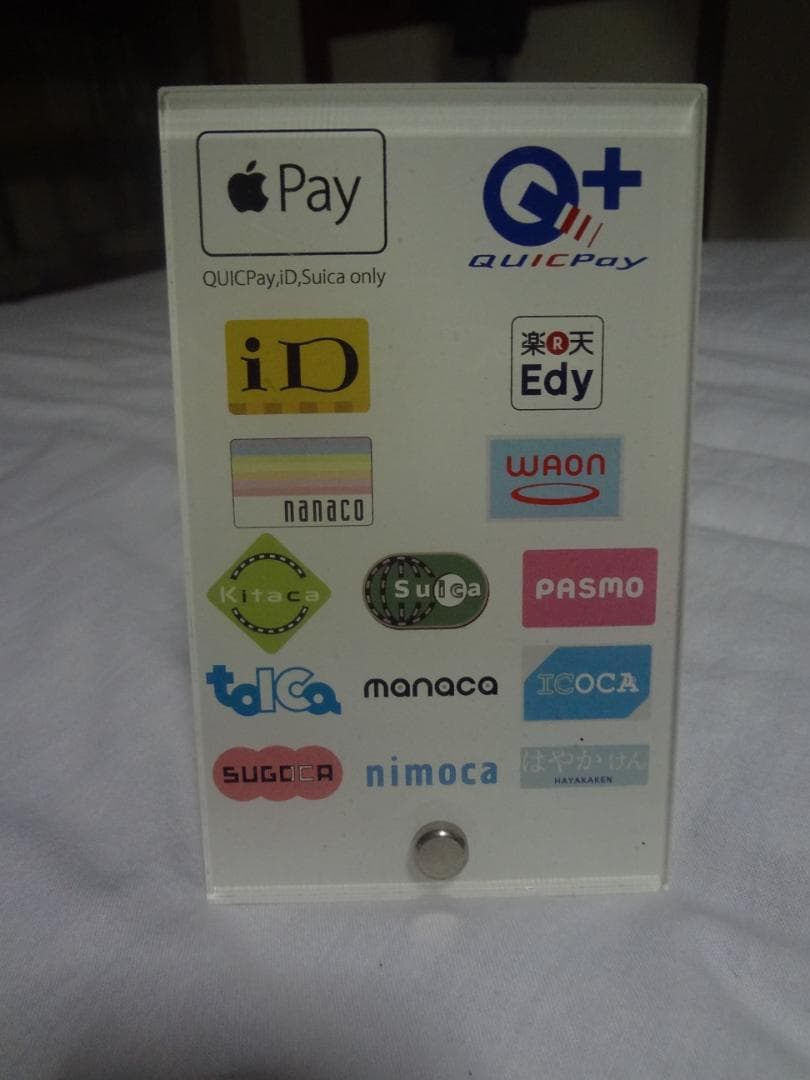 Pay
QUICPay,iD,Suica only
Q+
QUICPay
iD
楽R天
Edy
nanaco
WAON
Kitaca
Suica
PASMO
toICa
manaca
ICOCA
SUGOCA
nimoca
はやかけん
HAYAKAKEN